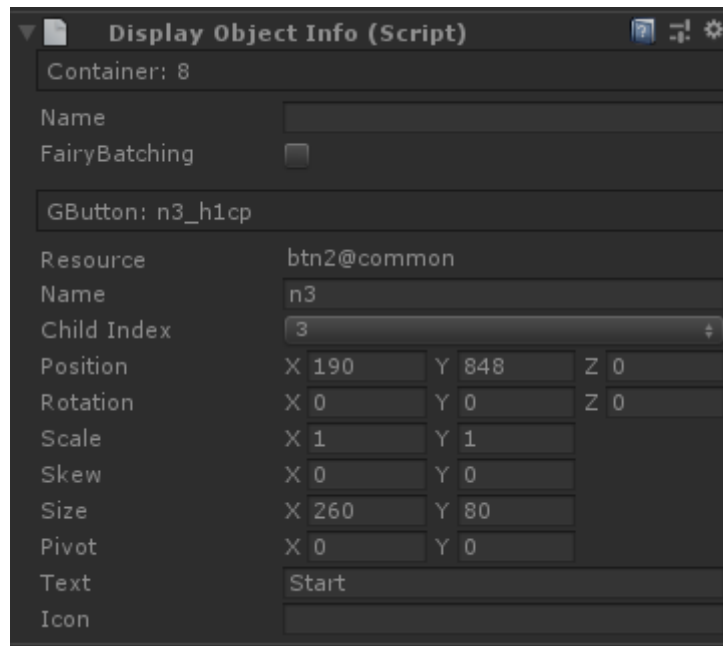 Display Object Info (Script)
Container: 8
Name
FairyBatching
GButton: n3_h1cp
Resource btn2@common
Name n3
Child Index 3
Position X 190 Y 848 Z 0
Rotation X 0 Y 0 Z 0
Scale X 1 Y 1
Skew X 0 Y 0
Size X 260 Y 80
Pivot X 0 Y 0
Text Start
Icon